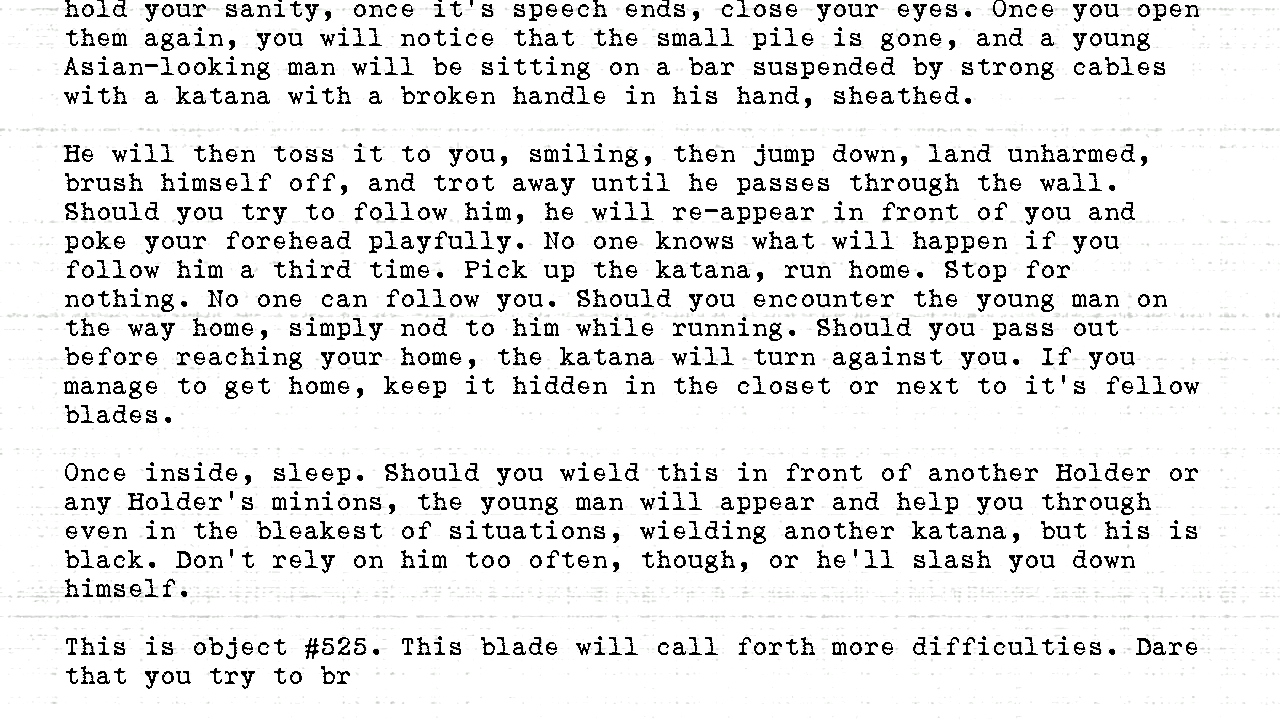 hold your sanity, once it's speech ends, close your eyes. Once you open
them again, you will notice that the small pile is gone, and a young
Asian-looking man will be sitting on a bar suspended by strong cables
with a katana with a broken handle in his hand, sheathed.
He will then toss it to you, smiling, then jump down, land unharmed,
brush himself off, and trot away until he passes through the wall.
Should you try to follow him, he will re-appear in front of you and
poke your forehead playfully. No one knows what will happen if you
follow him a third time. Pick up the katana, run home. Stop for
nothing. No one can follow you. Should you encounter the young man on
the way home, simply nod to him while running. Should you pass out
before reaching your home, the katana will turn against you. If you
manage to get home, keep it hidden in the closet or next to it's fellow
blades.
Once inside, sleep. Should you wield this in front of another Holder or
any Holder's minions, the young man will appear and help you through
even in the bleakest of situations, wielding another katana, but his is
black. Don't rely on him too often, though, or he'll slash you down
himself.
This is object #525. This blade will call forth more difficulties. Dare
that you try to br